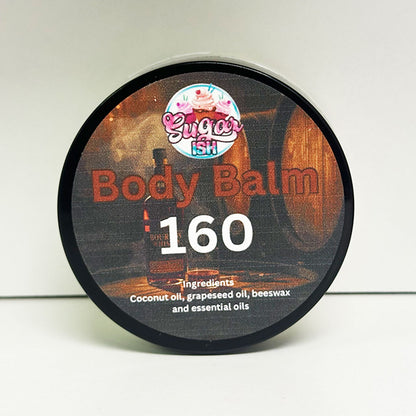 Sugar
ISH
Body Balm
160
Ingredients
Coconut oil, grapeseed oil, beeswax
and essential oils